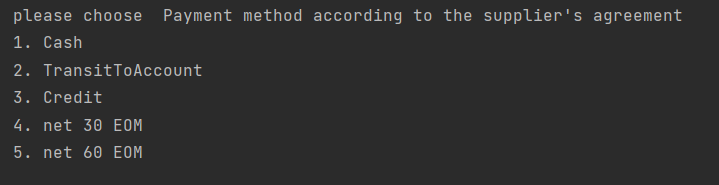 please choose  Payment method according to the supplier's agreement
1. Cash
2. TransitToAccount
3. Credit
4. net 30 EOM
5. net 60 EOM